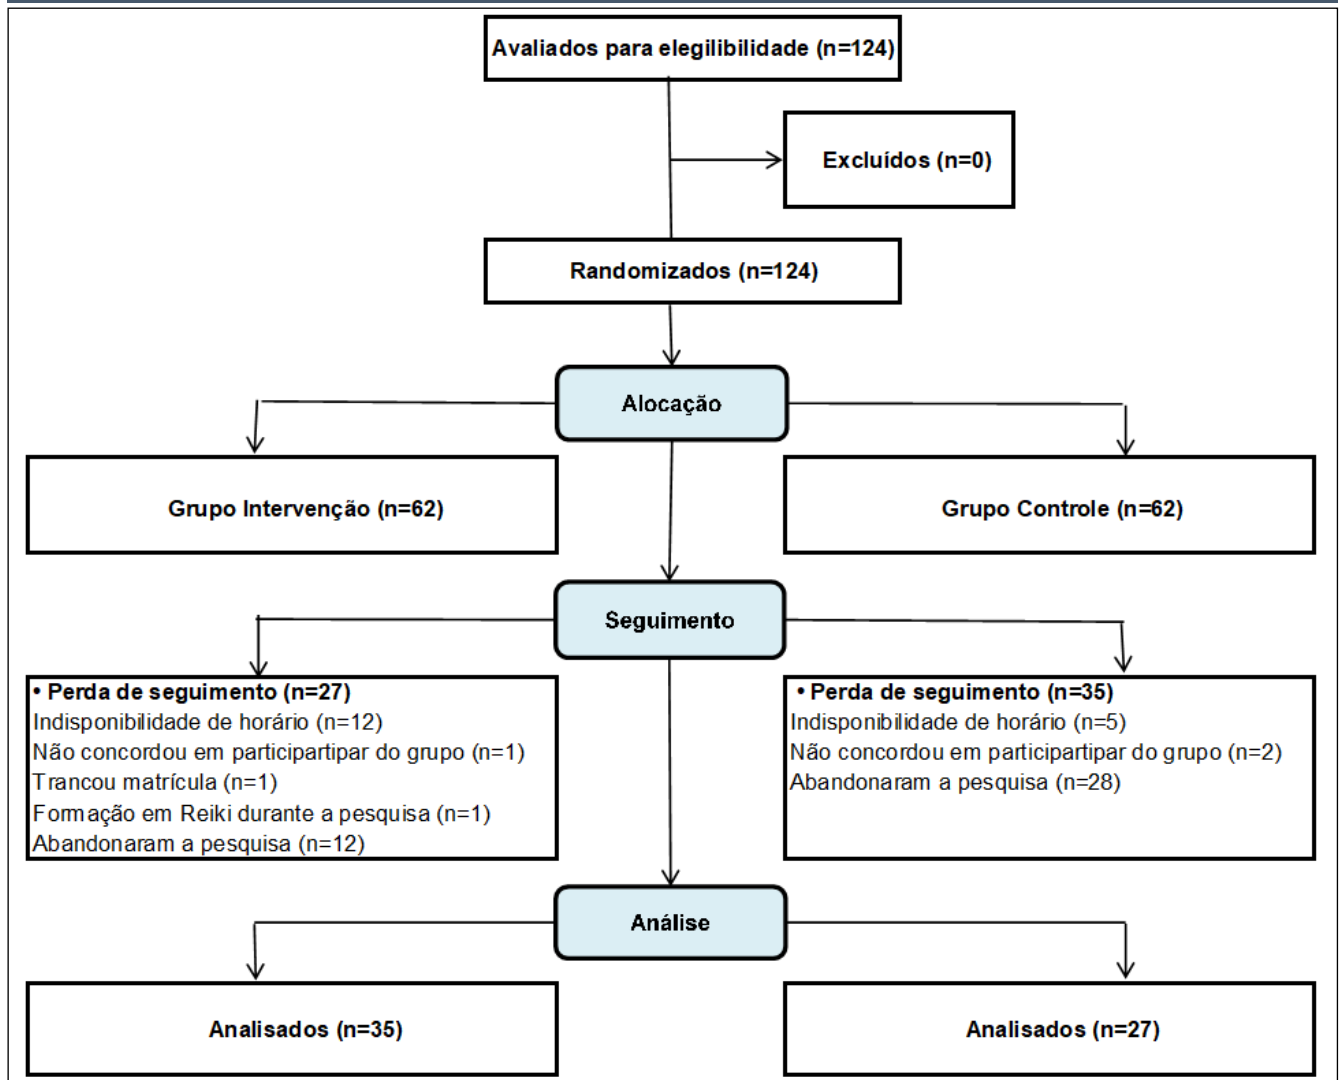 Avaliados para elegilibilidade (n=124)
Excluídos (n=0)
Randomizados (n=124)
Alocação
Grupo Intervenção (n=62)
Grupo Controle (n=62)
Seguimento
• Perda de seguimento (n=27)
Indisponibilidade de horário (n=12)
Não concordou em participartipar do grupo (n=1)
Trancou matrícula (n=1)
Formação em Reiki durante a pesquisa (n=1)
Abandonaram a pesquisa (n=12)
• Perda de seguimento (n=35)
Indisponibilidade de horário (n=5)
Não concordou em participartipar do grupo (n=2)
Abandonaram a pesquisa (n=28)
Análise
Analisados (n=35)
Analisados (n=27)